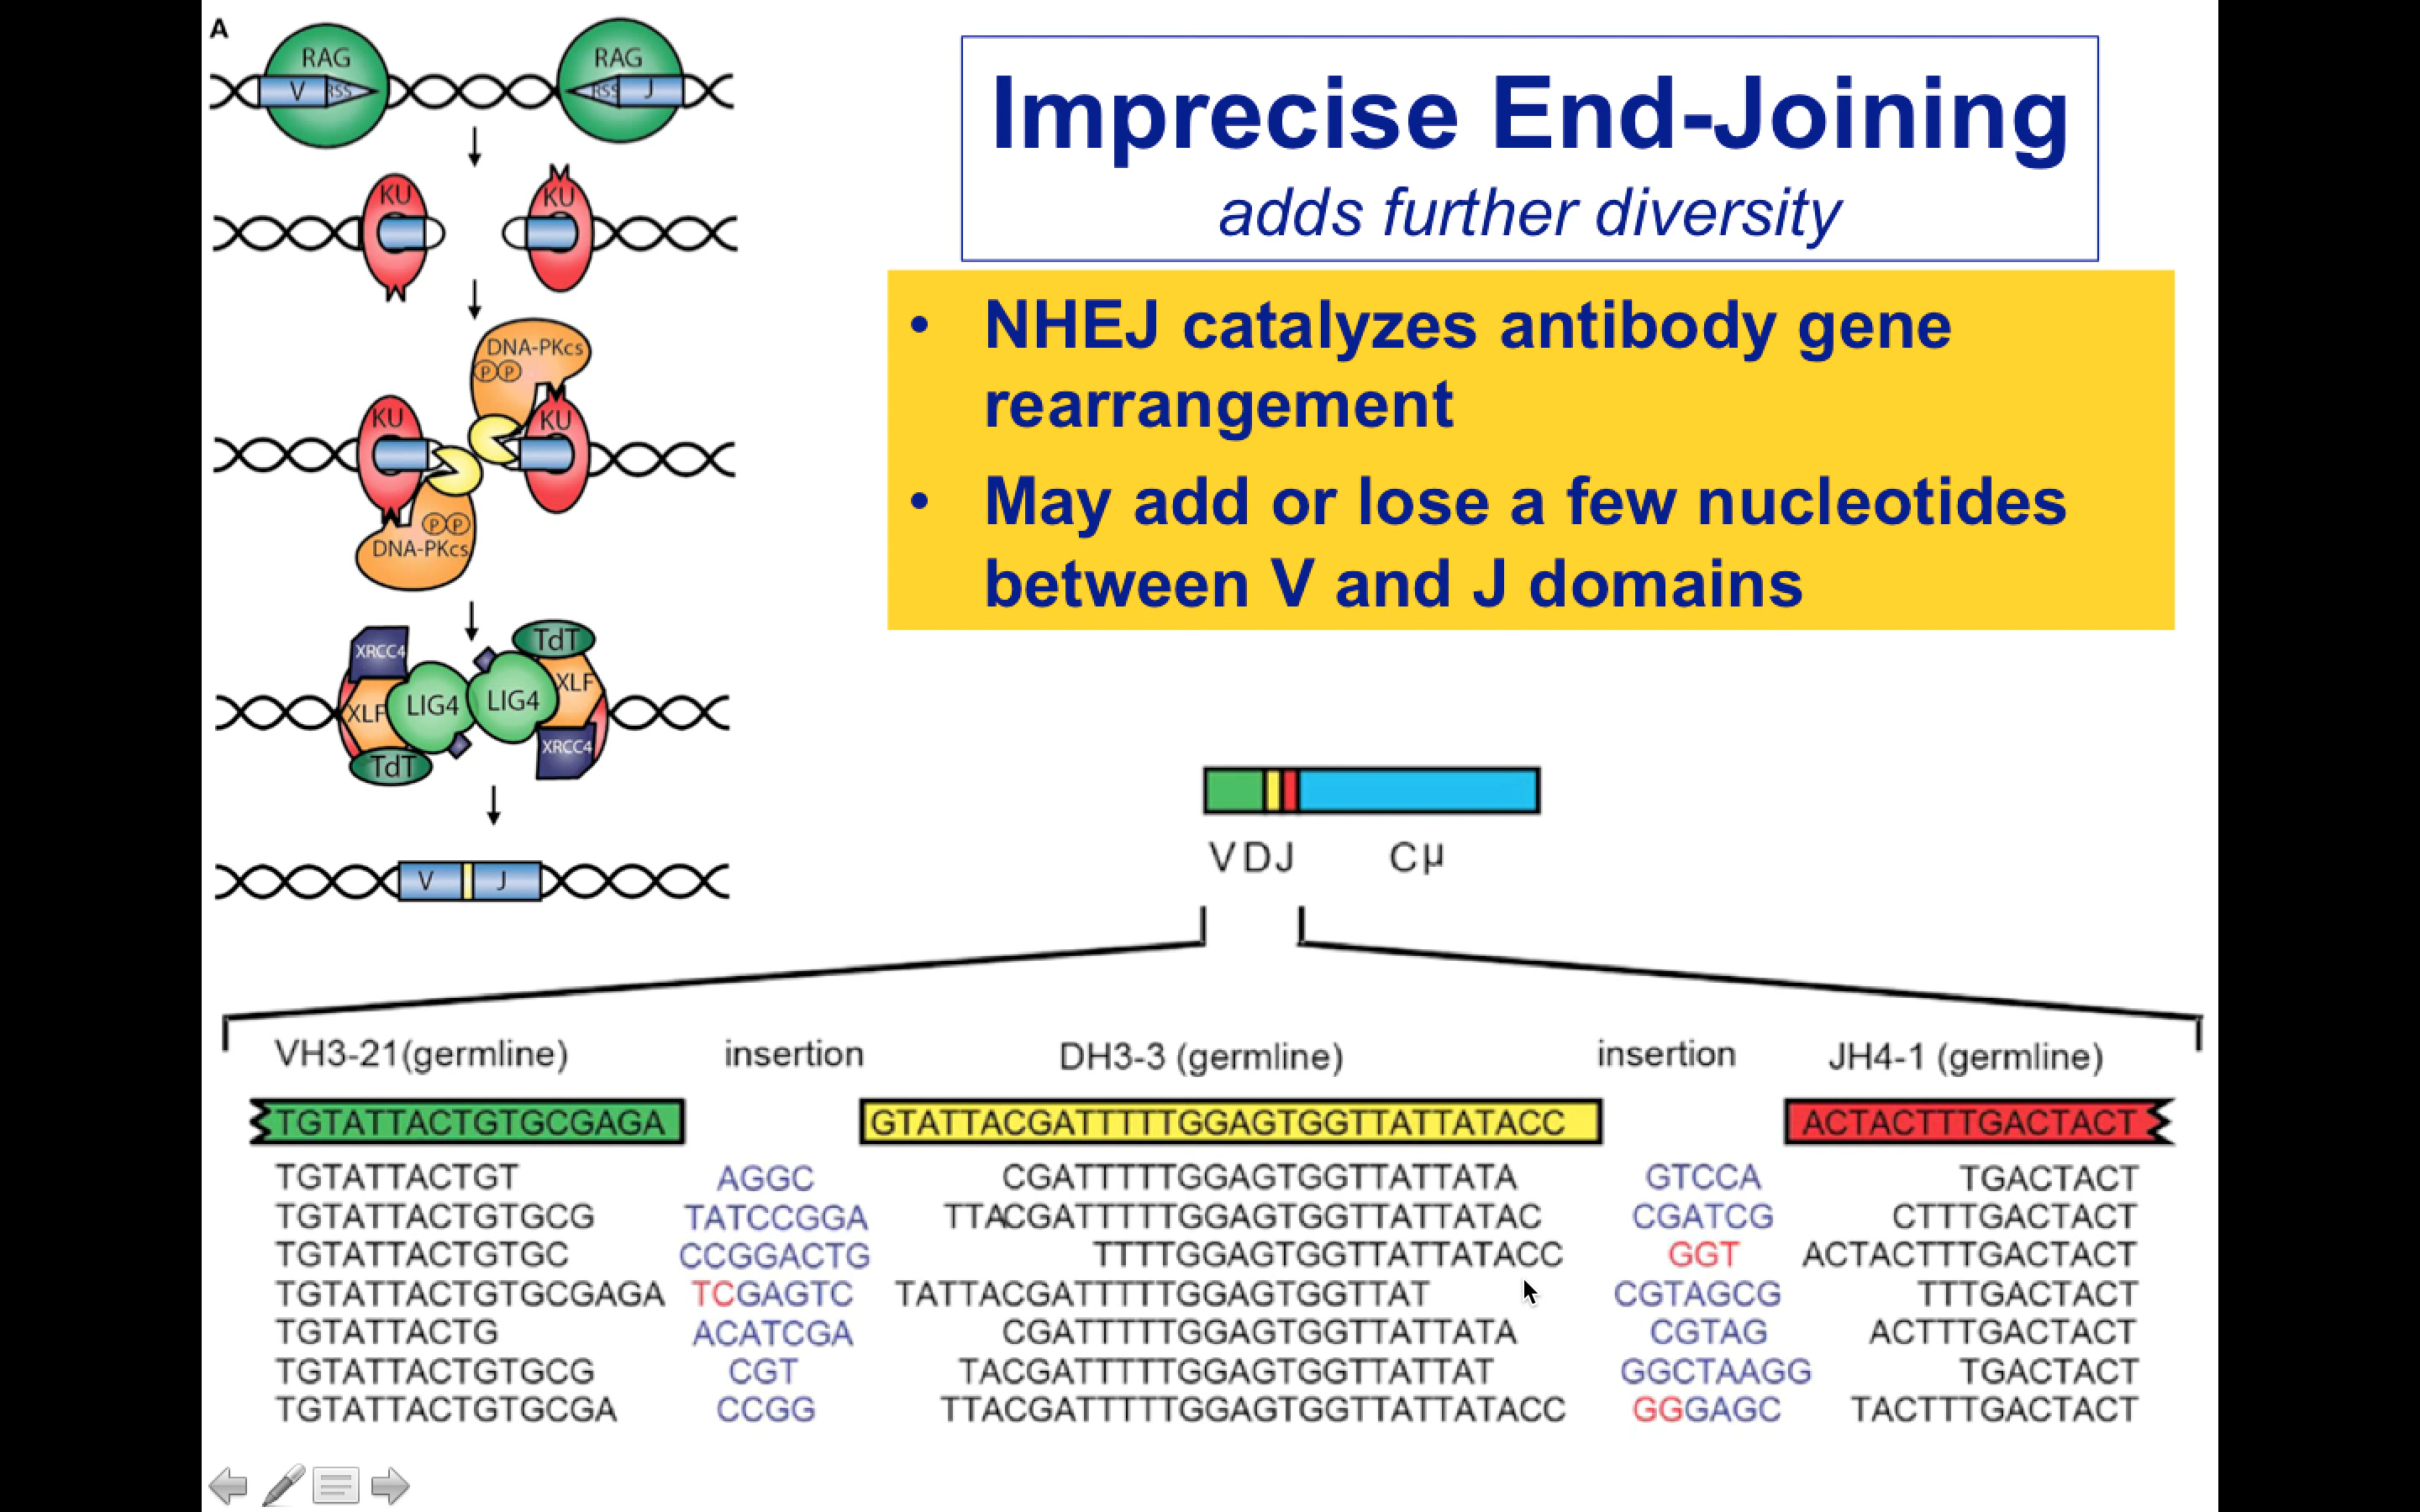 A
RAG RAG
V RSS RSS J
KU KU
DNA-PKcs
P P
KU KU
P P
DNA-PKcs
TdT
XRCC4
XLF
LIG4 LIG4
XLF
XRCC4
TdT
V J
Imprecise End-Joining
adds further diversity
• NHEJ catalyzes antibody gene
rearrangement
• May add or lose a few nucleotides
between V and J domains
VDJ Cμ
VH3-21(germline) insertion DH3-3 (germline) insertion JH4-1 (germline)
TGTATTACTGTGCGAGA GTATTACGATTTTTGGAGTGGTTATTATACC ACTACTTTGACTACT
TGTATTACTGT AGGC CGATTTTTGGAGTGGTTATTATA GTCCA TGACTACT
TGTATTACTGTGCG TATCCGGA TTACGATTTTTGGAGTGGTTATTATAC CGATCG CTTTGACTACT
TGTATTACTGTGC CCGGACTG TTTTGGAGTGGTTATTATACC GGT ACTACTTTGACTACT
TGTATTACTGTGCGAGA TCGAGTC TATTACGATTTTTGGAGTGGTTAT CGTAGCG TTTGACTACT
TGTATTACTG ACATCGA CGATTTTTGGAGTGGTTATTATA CGTAG ACTTTGACTACT
TGTATTACTGTGCG CGT TACGATTTTTGGAGTGGTTATTAT GGCTAAGG TGACTACT
TGTATTACTGTGCGA CCGG TTACGATTTTTGGAGTGGTTATTATACC GGGAGC TACTTTGACTACT